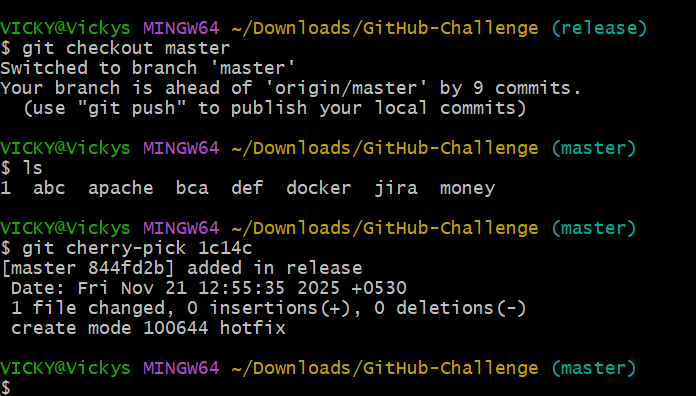 VICKY@Vickys MINGW64 ~/Downloads/GitHub-Challenge (release)
$ git checkout master
Switched to branch 'master'
Your branch is ahead of 'origin/master' by 9 commits.
  (use "git push" to publish your local commits)

VICKY@Vickys MINGW64 ~/Downloads/GitHub-Challenge (master)
$ ls
1  abc  apache  bca  def  docker  jira  money

VICKY@Vickys MINGW64 ~/Downloads/GitHub-Challenge (master)
$ git cherry-pick 1c14c
[master 844fd2b] added in release
 Date: Fri Nov 21 12:55:35 2025 +0530
 1 file changed, 0 insertions(+), 0 deletions(-)
 create mode 100644 hotfix

VICKY@Vickys MINGW64 ~/Downloads/GitHub-Challenge (master)
$